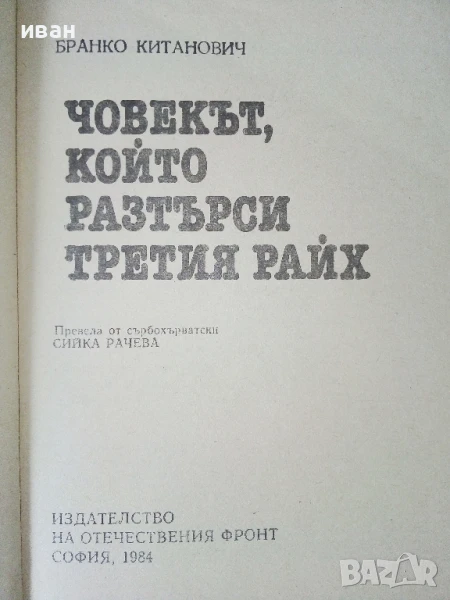 иван
БРАНКО КИТАНОВИЧ
ЧОВЕКЪТ,
КОЙТО
РАЗТЪРСИ
ТРЕТИЯ РАЙХ
Превела от сърбохърватски
СИЙКА РАЧЕВА
ИЗДАТЕЛСТВО
НА ОТЕЧЕСТВЕНИЯ ФРОНТ
СОФИЯ, 1984
BAZAR